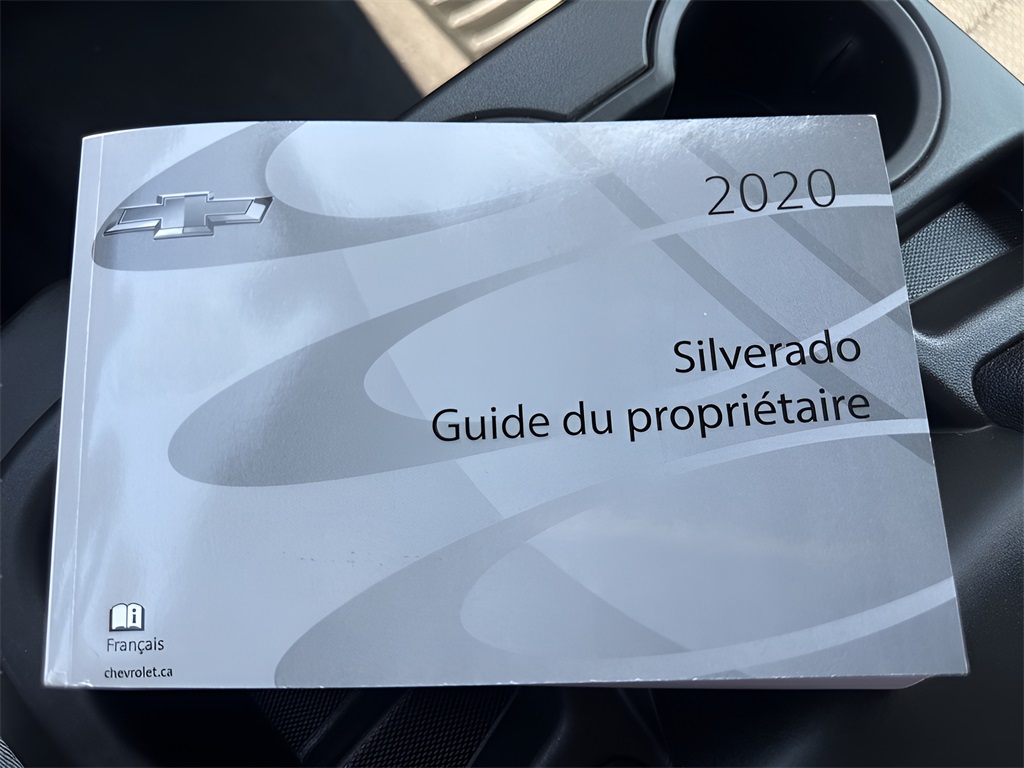 2020
Silverado
Guide du propriétaire
Français
chevrolet.ca